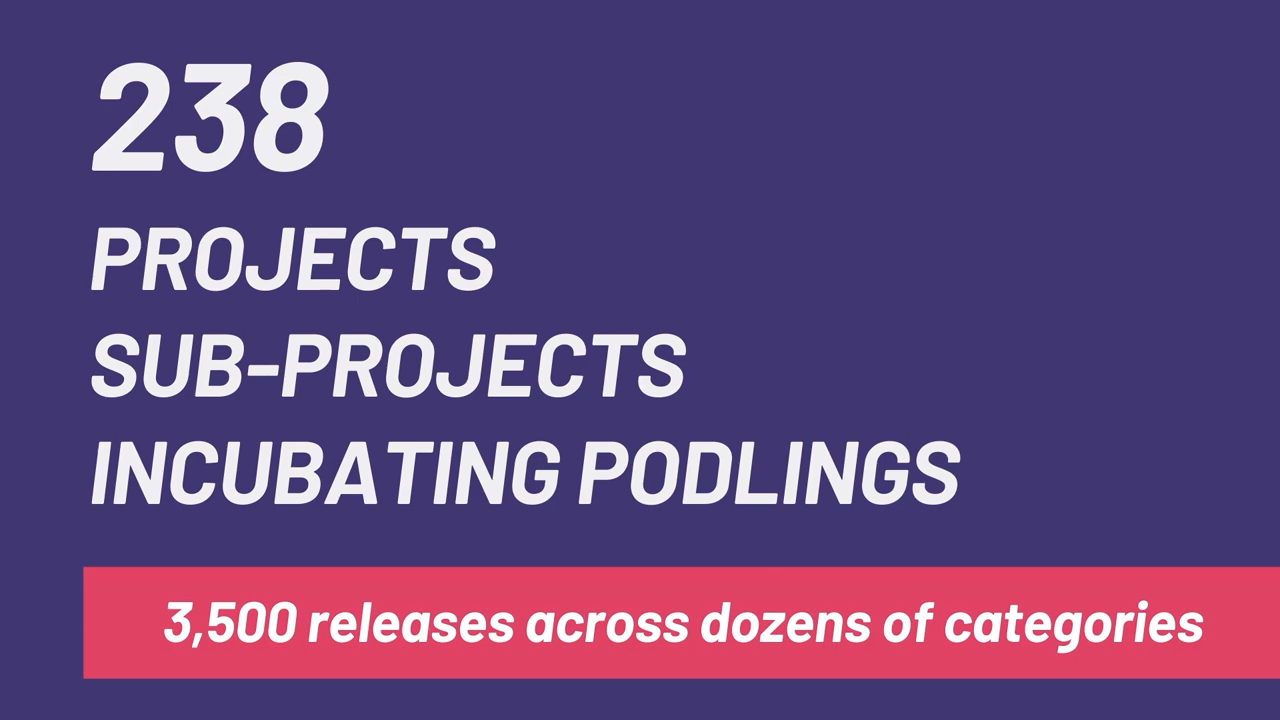 238
PROJECTS
SUB-PROJECTS
INCUBATING PODLINGS
3,500 releases across dozens of categories